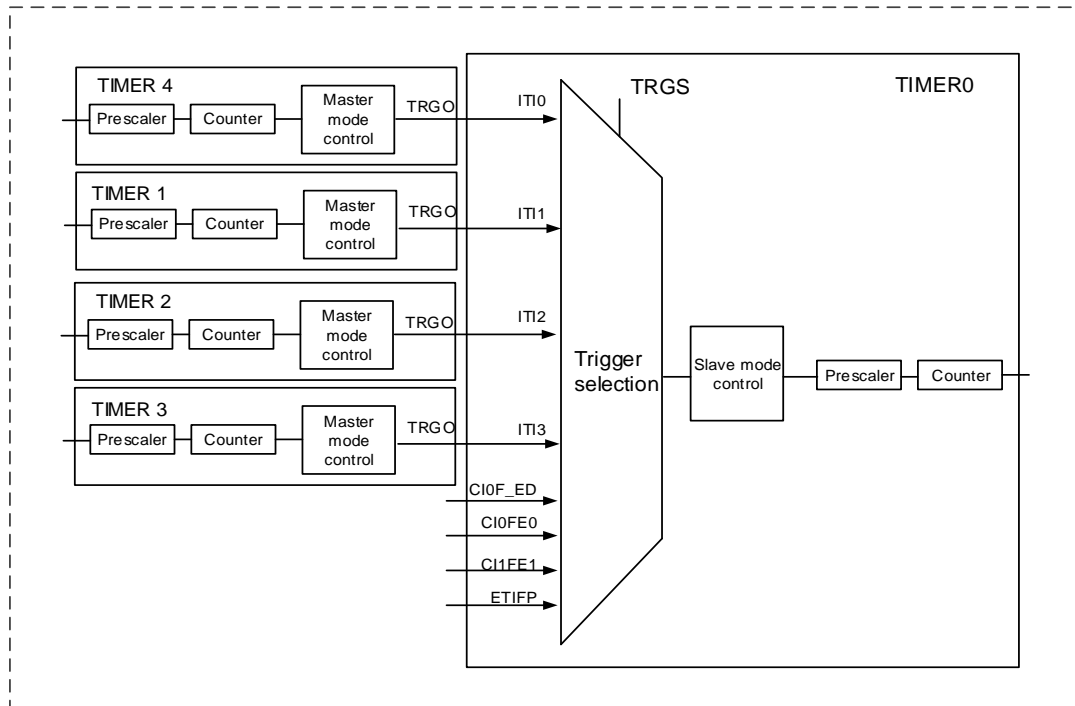 TIMER 4
Prescaler
Counter
Master
mode
control
TRGO
ITI0
TRGS
TIMER0
TIMER 1
Prescaler
Counter
Master
mode
control
TRGO
ITI1
TIMER 2
Prescaler
Counter
Master
mode
control
TRGO
ITI2
TIMER 3
Prescaler
Counter
Master
mode
control
TRGO
ITI3
Trigger
selection
Slave mode
control
Prescaler
Counter
CI0F_ED
CI0FE0
CI1FE1
ETIFP